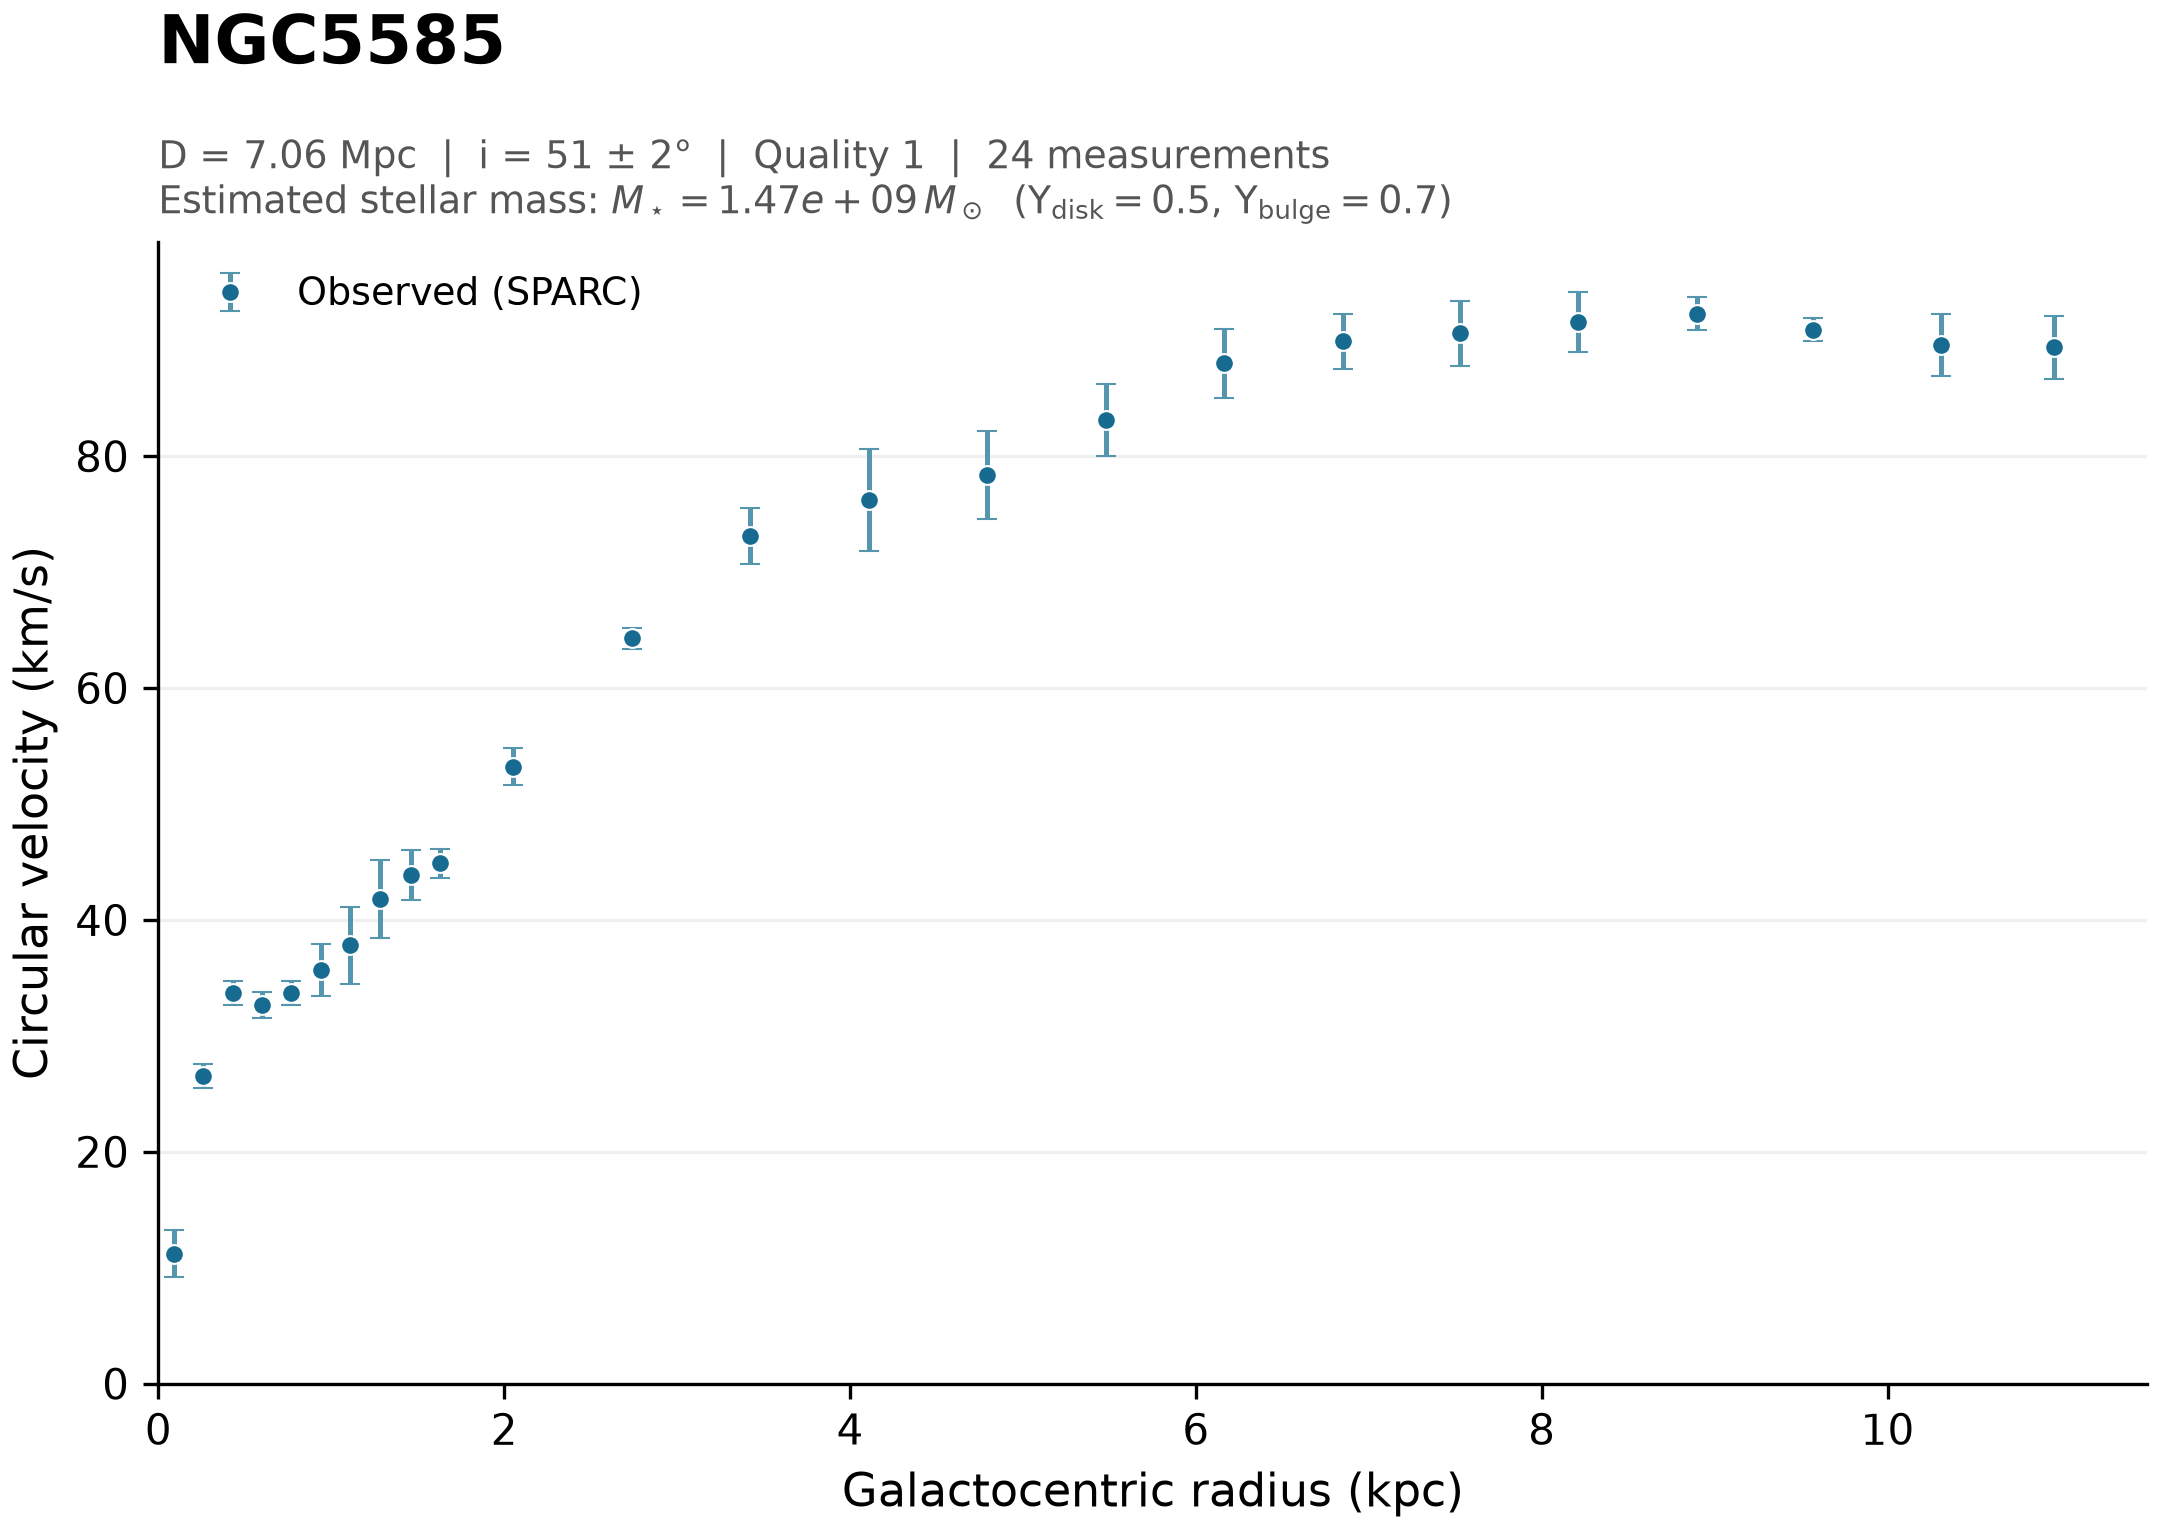 NGC5585
D = 7.06 Mpc | i = 51 ± 2° | Quality 1 | 24 measurements
Estimated stellar mass: M⋆ = 1.47e + 09 M⊙ (Υdisk = 0.5, Υbulge = 0.7)
Observed (SPARC)
80
60
40
20
0
Circular velocity (km/s)
0 2 4 6 8 10
Galactocentric radius (kpc)